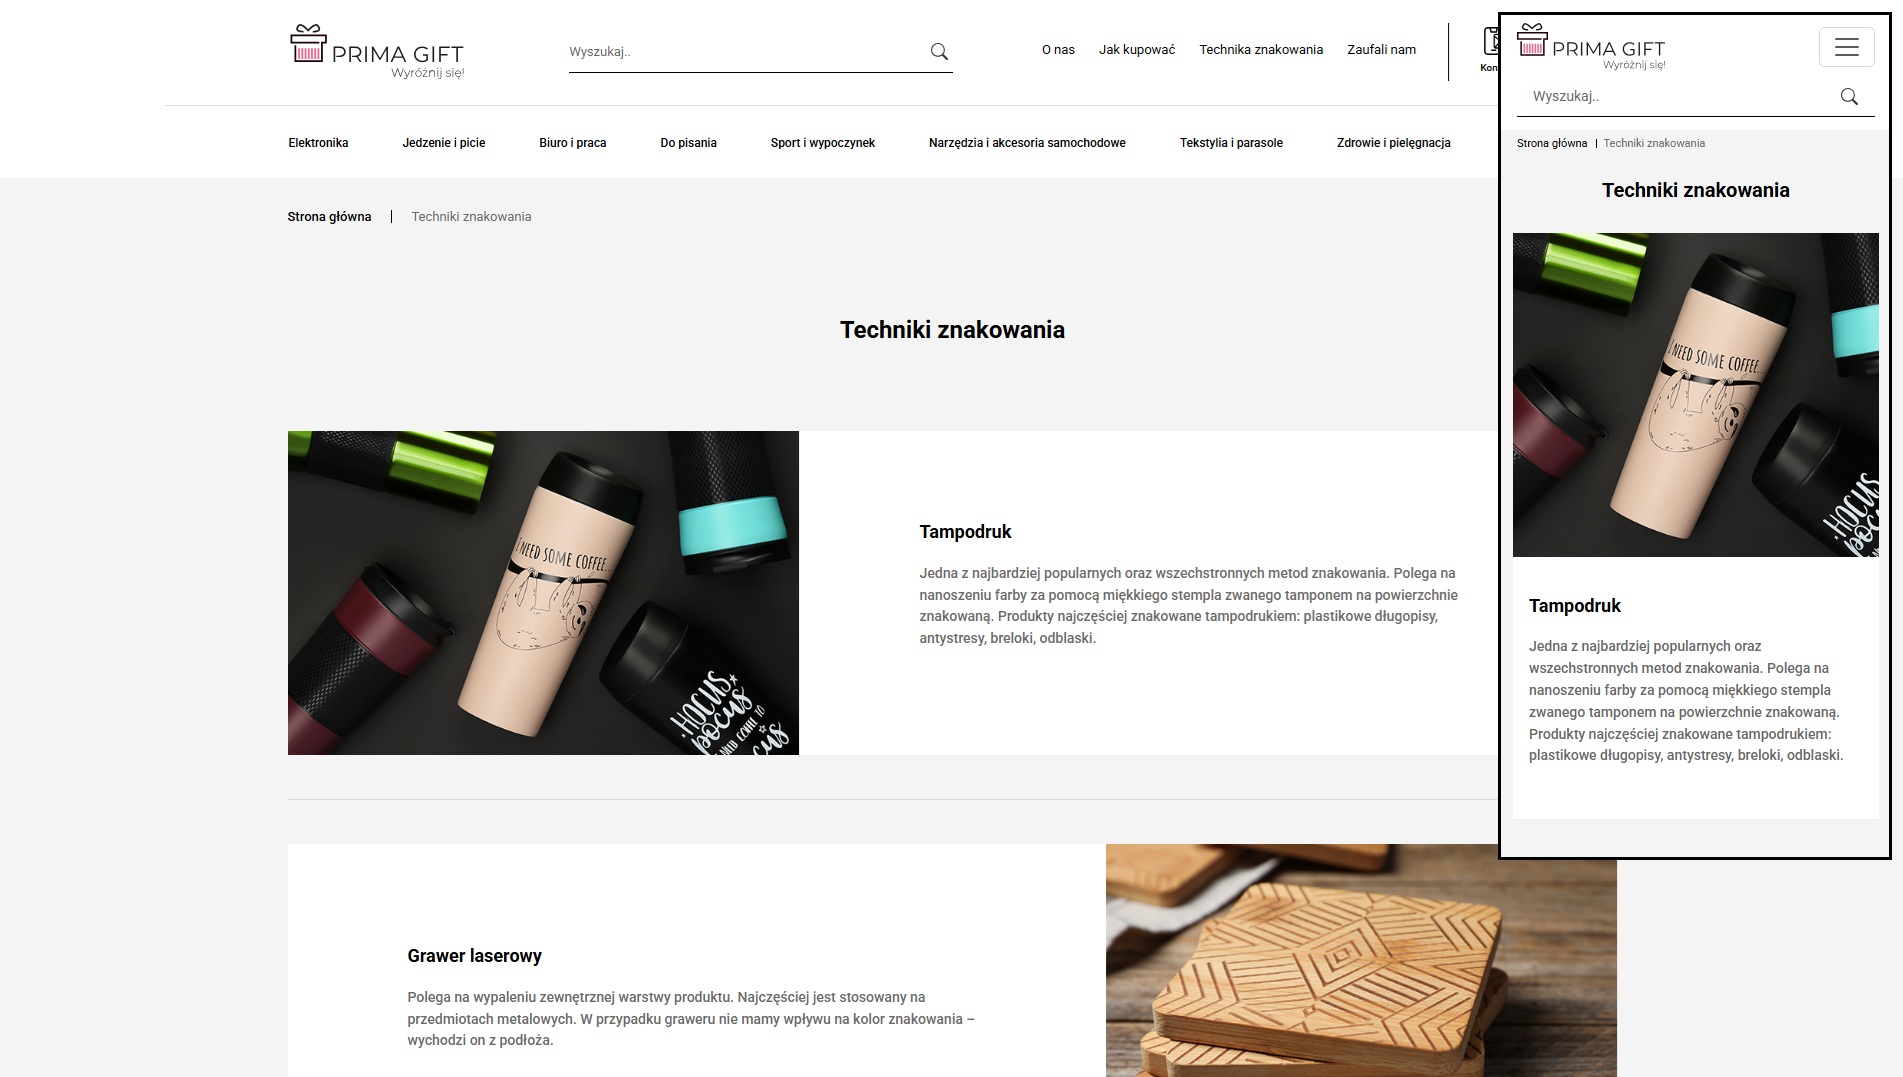 PRIMA GIFT
Wyróżnij się!
Wyszukaj..
O nas
Jak kupować
Technika znakowania
Zaufali nam
Elektronika
Jedzenie i picie
Biuro i praca
Do pisania
Sport i wypoczynek
Narzędzia i akcesoria samochodowe
Tekstylia i parasole
Zdrowie i pielęgnacja
Strona główna | Techniki znakowania
Techniki znakowania
I NEED SOME COFFEE...
HOCUS
pocus
I NEED COFFEE TO
Tampodruk
Jedna z najbardziej popularnych oraz wszechstronnych metod znakowania. Polega na
nanoszeniu farby za pomocą miękkiego stempla zwanego tamponem na powierzchnie
znakowaną. Produkty najczęściej znakowane tampodrukiem: plastikowe długopisy,
antystresy, breloki, odblaski.
Grawer laserowy
Polega na wypaleniu zewnętrznej warstwy produktu. Najczęściej jest stosowany na
przedmiotach metalowych. W przypadku graweru nie mamy wpływu na kolor znakowania –
wychodzi on z podłoża.
PRIMA GIFT
Wyróżnij się!
Wyszukaj..
Strona główna | Techniki znakowania
Techniki znakowania
I NEED SOME COFFEE...
HOCUS
pocus
Tampodruk
Jedna z najbardziej popularnych oraz
wszechstronnych metod znakowania. Polega na
nanoszeniu farby za pomocą miękkiego stempla
zwanego tamponem na powierzchnie znakowaną.
Produkty najczęściej znakowane tampodrukiem:
plastikowe długopisy, antystresy, breloki, odblaski.